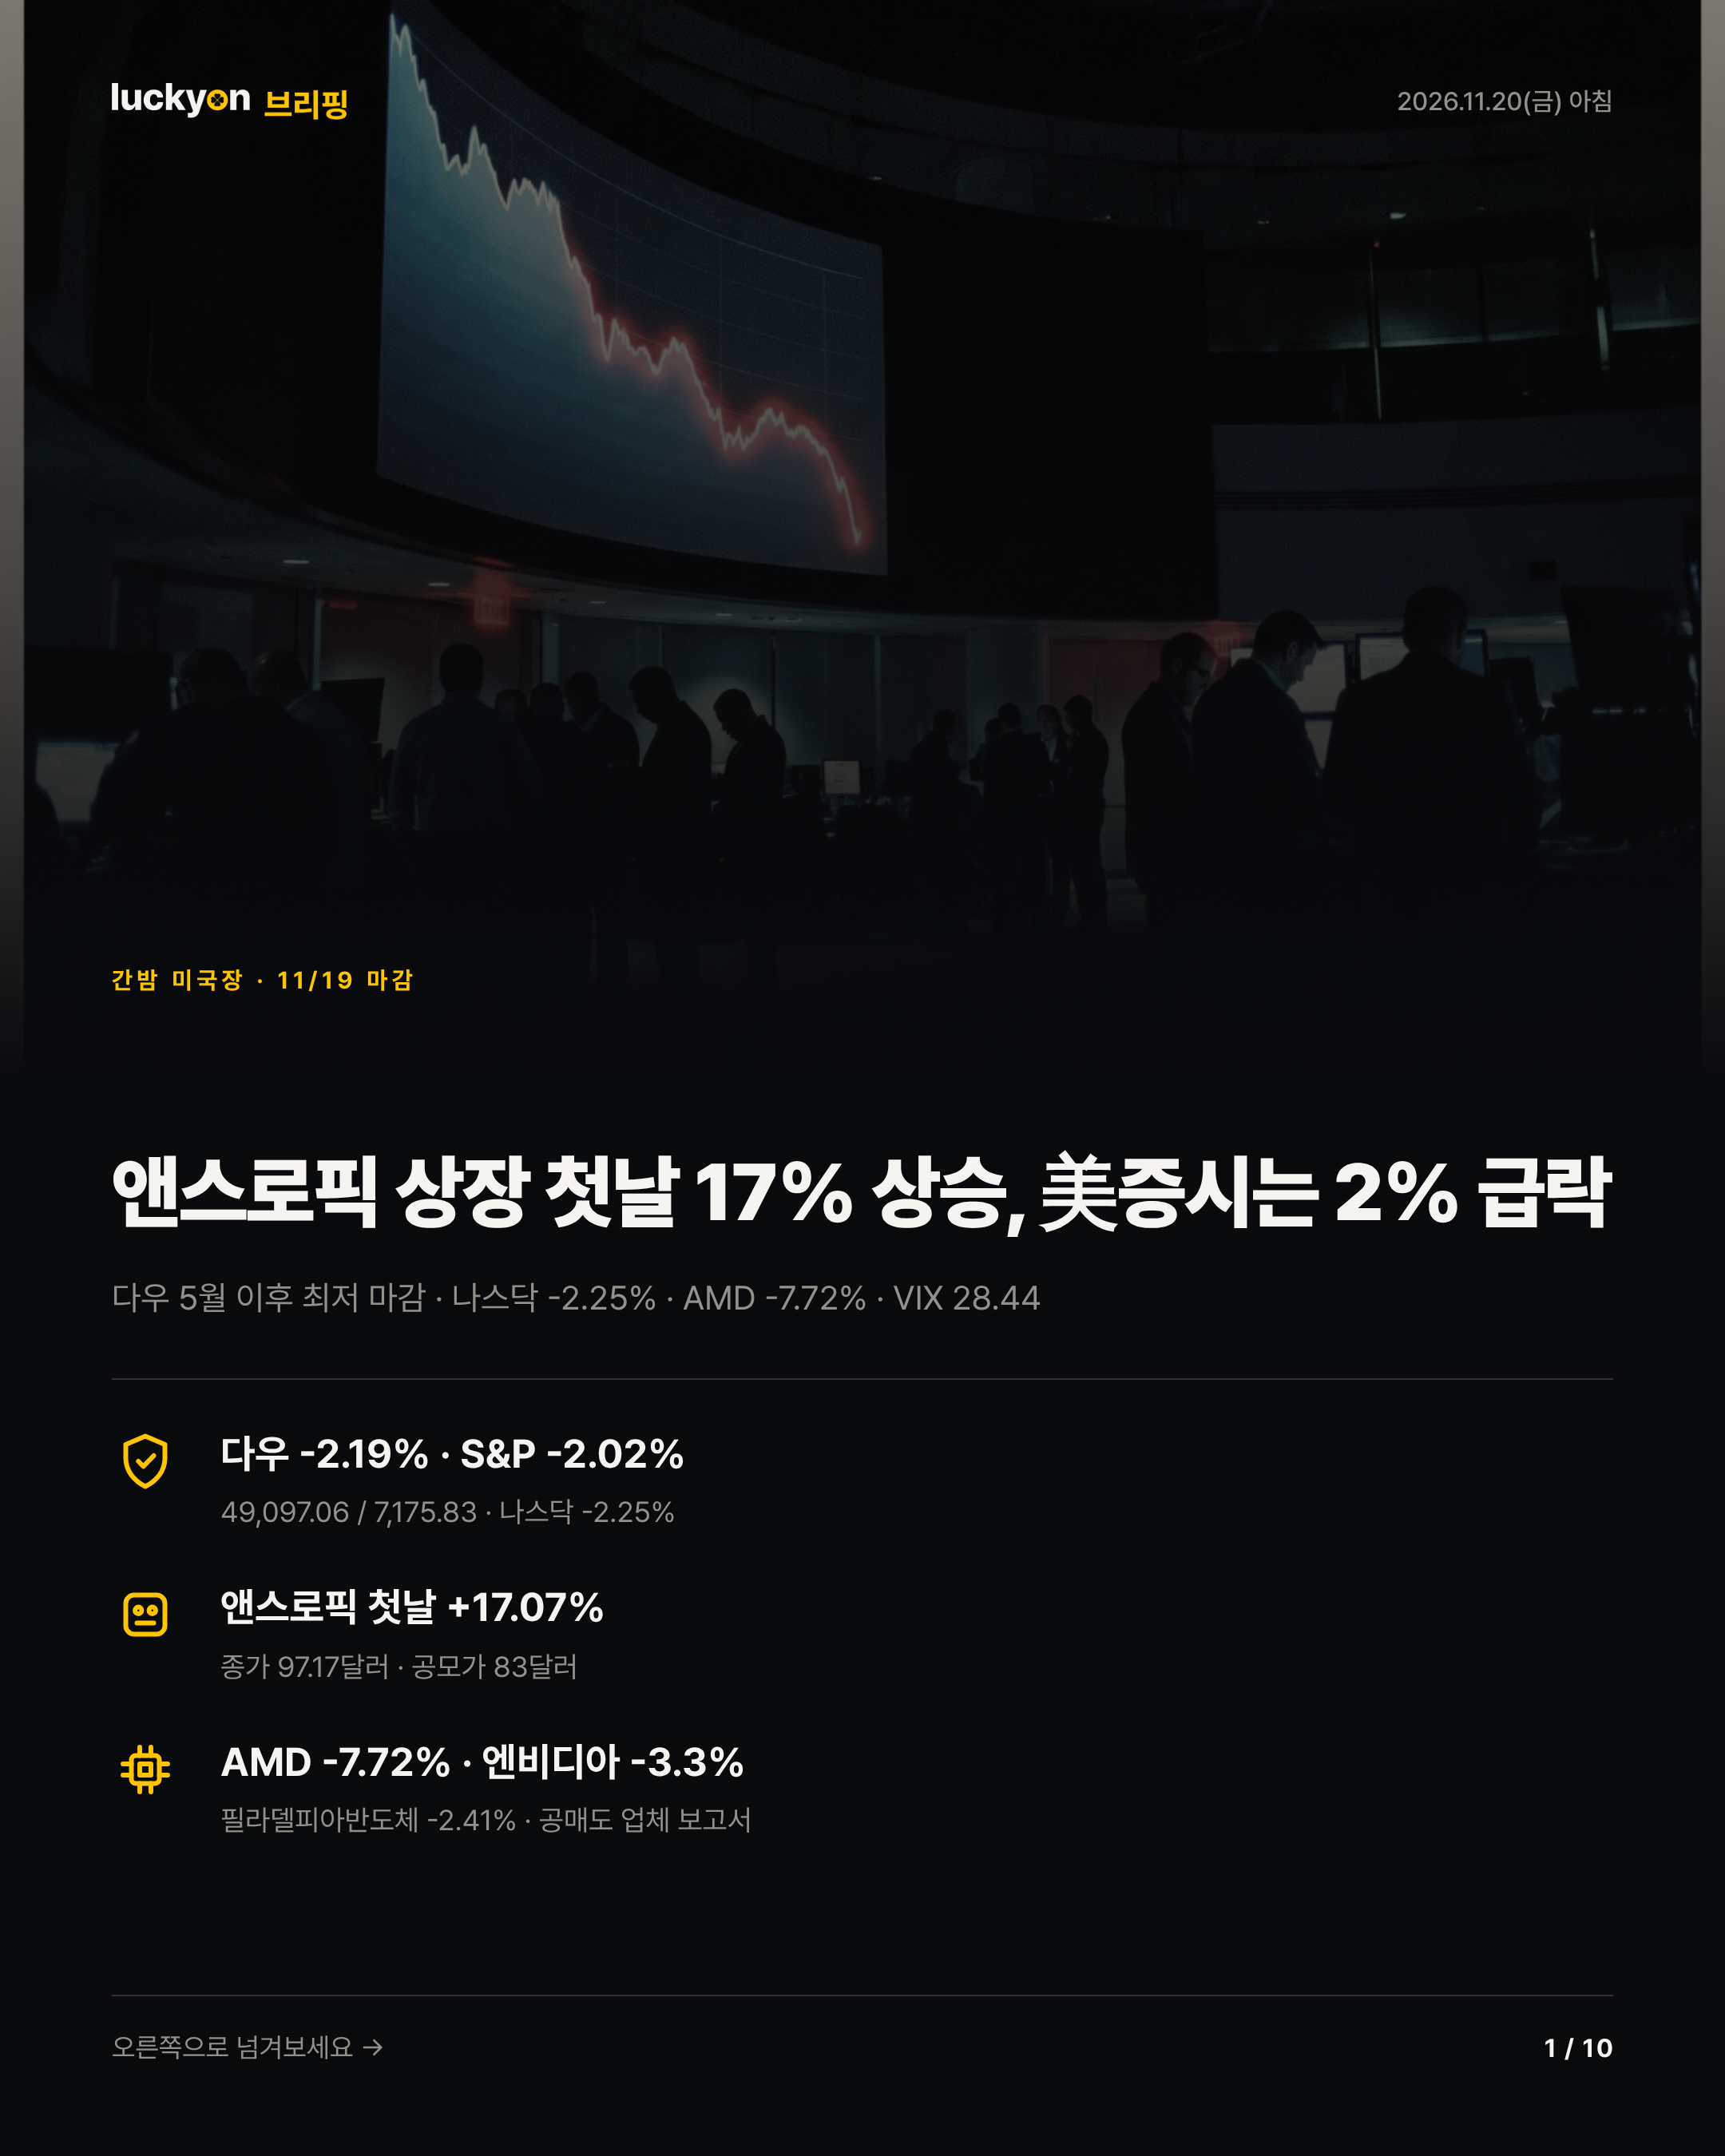 luckyon 브리핑
2026.11.20(금) 아침
간밤 미국장 · 11/19 마감
앤스로픽 상장 첫날 17% 상승, 美증시는 2% 급락
다우 5월 이후 최저 마감 · 나스닥 -2.25% · AMD -7.72% · VIX 28.44
다우 -2.19% · S&P -2.02%
49,097.06 / 7,175.83 · 나스닥 -2.25%
앤스로픽 첫날 +17.07%
종가 97.17달러 · 공모가 83달러
AMD -7.72% · 엔비디아 -3.3%
필라델피아반도체 -2.41% · 공매도 업체 보고서
오른쪽으로 넘겨보세요 →
1 / 10